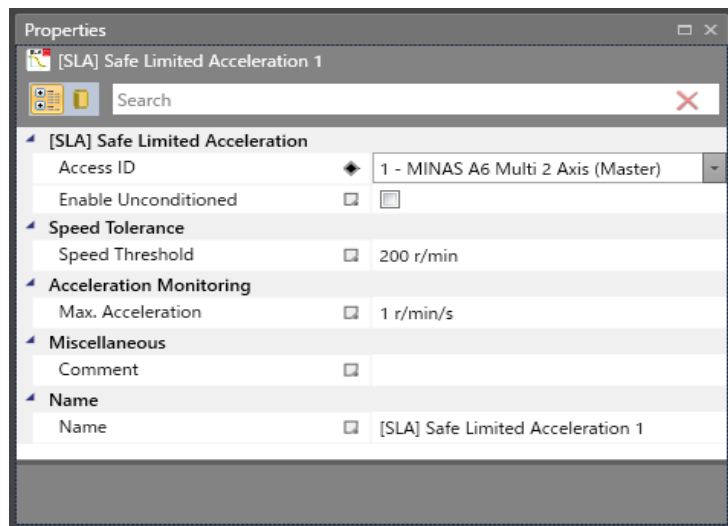 Properties
[SLA] Safe Limited Acceleration 1
Search
[SLA] Safe Limited Acceleration
Access ID 1 - MINAS A6 Multi 2 Axis (Master)
Enable Unconditioned
Speed Tolerance
Speed Threshold 200 r/min
Acceleration Monitoring
Max. Acceleration 1 r/min/s
Miscellaneous
Comment
Name
Name [SLA] Safe Limited Acceleration 1